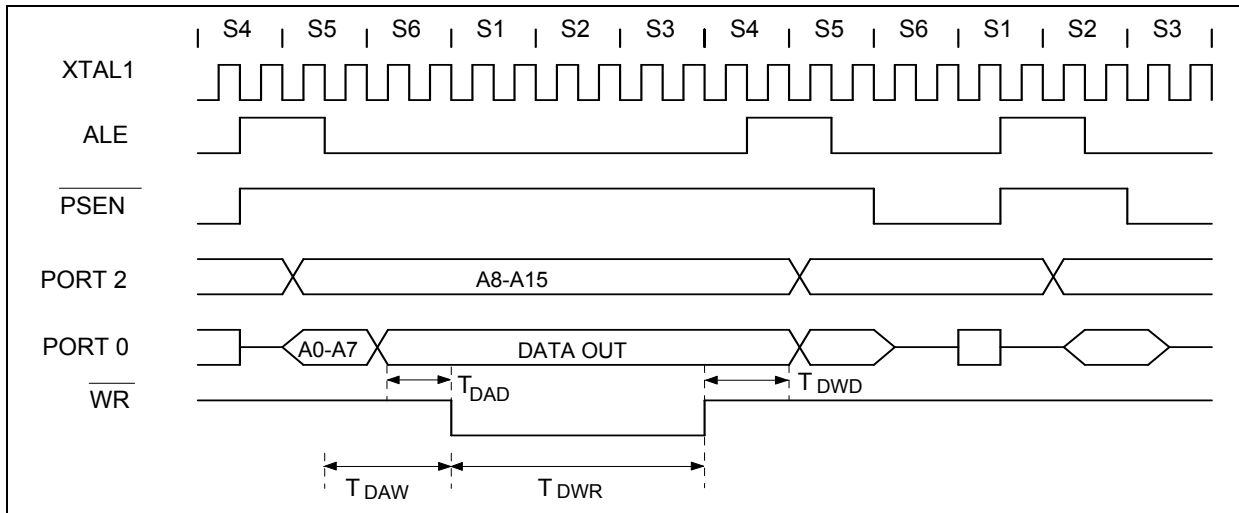 S4 S5 S6 S1 S2 S3 S4 S5 S6 S1 S2 S3
XTAL1
ALE
PSEN
PORT 2
A8-A15
PORT 0
A0-A7 DATA OUT
TDAD TDWD
WR
TDAW TDWR